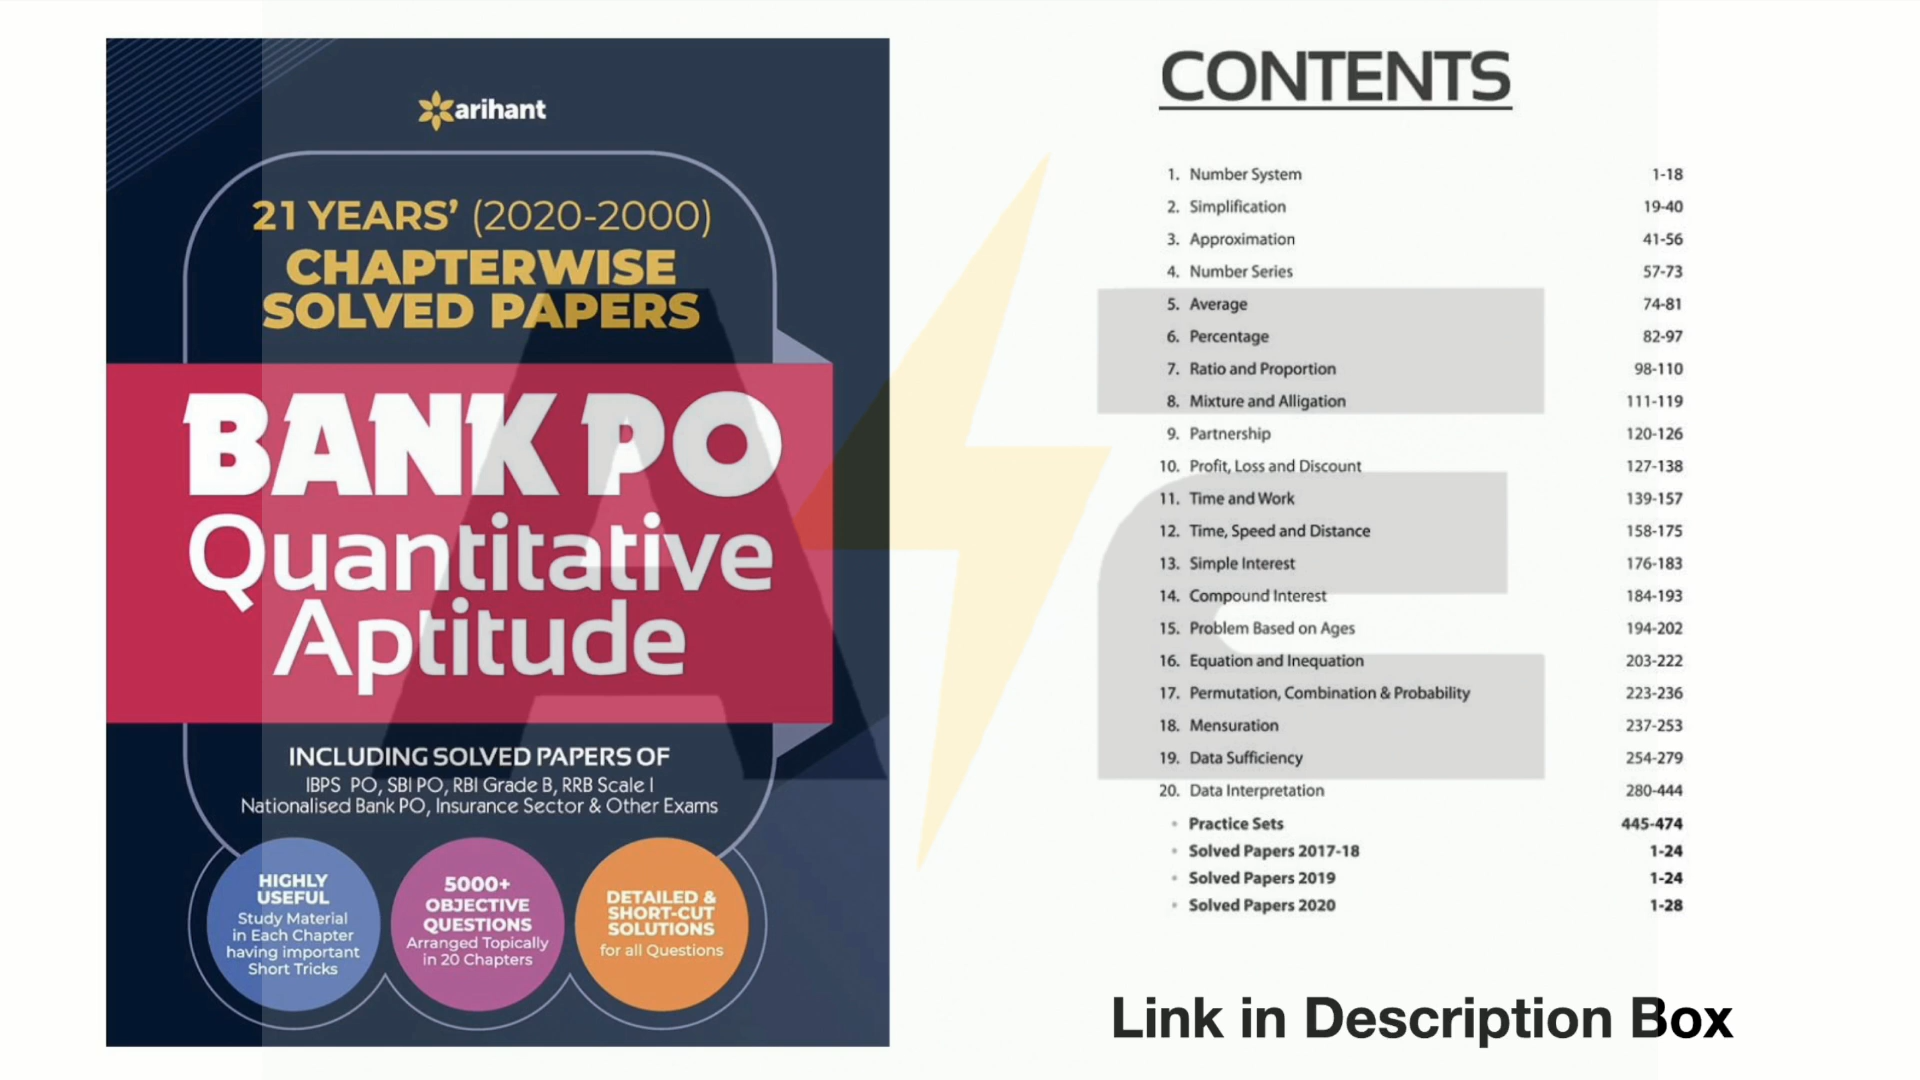 arihant
21 YEARS' (2020-2000)
CHAPTERWISE
SOLVED PAPERS
BANK PO
Quantitative
Aptitude
INCLUDING SOLVED PAPERS OF
IBPS PO, SBI PO, RBI Grade B, RRB Scale I
Nationalised Bank PO, Insurance Sector & Other Exams
HIGHLY
USEFUL
Study Material
in Each Chapter
having important
Short Tricks
5000+
OBJECTIVE
QUESTIONS
Arranged Topically
in 20 Chapters
DETAILED &
SHORT-CUT
SOLUTIONS
for all Questions
CONTENTS
1. Number System 1-18
2. Simplification 19-40
3. Approximation 41-56
4. Number Series 57-73
5. Average 74-81
6. Percentage 82-97
7. Ratio and Proportion 98-110
8. Mixture and Alligation 111-119
9. Partnership 120-126
10. Profit, Loss and Discount 127-138
11. Time and Work 139-157
12. Time, Speed and Distance 158-175
13. Simple Interest 176-183
14. Compound Interest 184-193
15. Problem Based on Ages 194-202
16. Equation and Inequation 203-222
17. Permutation, Combination & Probability 223-236
18. Mensuration 237-253
19. Data Sufficiency 254-279
20. Data Interpretation 280-444
• Practice Sets 445-474
• Solved Papers 2017-18 1-24
• Solved Papers 2019 1-24
• Solved Papers 2020 1-28
Link in Description Box